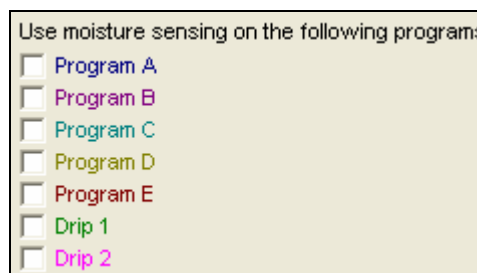 Use moisture sensing on the following programs
Program A
Program B
Program C
Program D
Program E
Drip 1
Drip 2